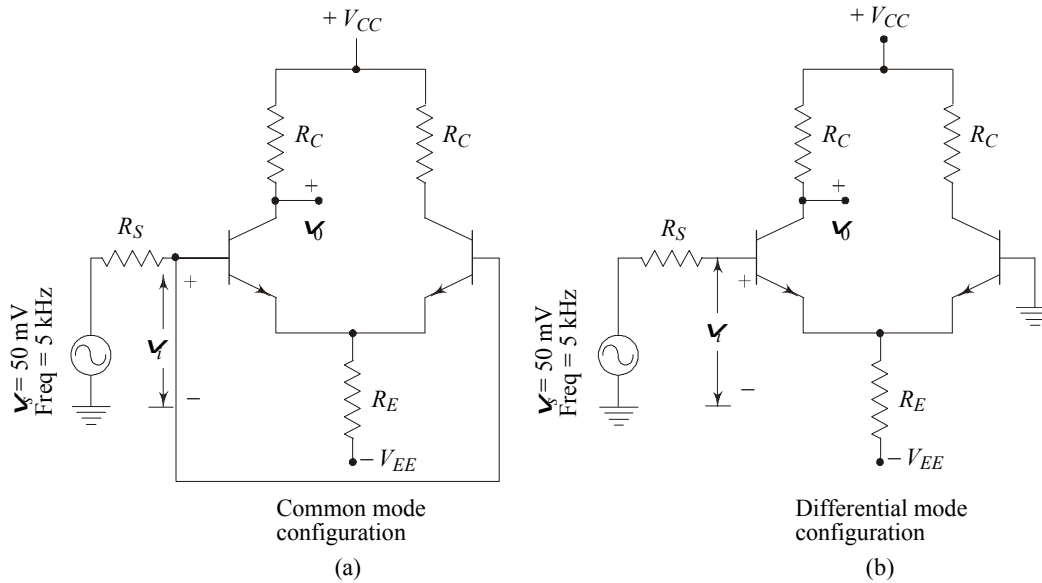 + V_CC
R_C
R_C
+
v_0
R_S
+
v_i
−
v_s = 50 mV
Freq = 5 kHz
R_E
− V_EE
Common mode
configuration
(a)
+ V_CC
R_C
R_C
+
v_0
R_S
+
v_i
−
v_s = 50 mV
Freq = 5 kHz
R_E
− V_EE
Differential mode
configuration
(b)